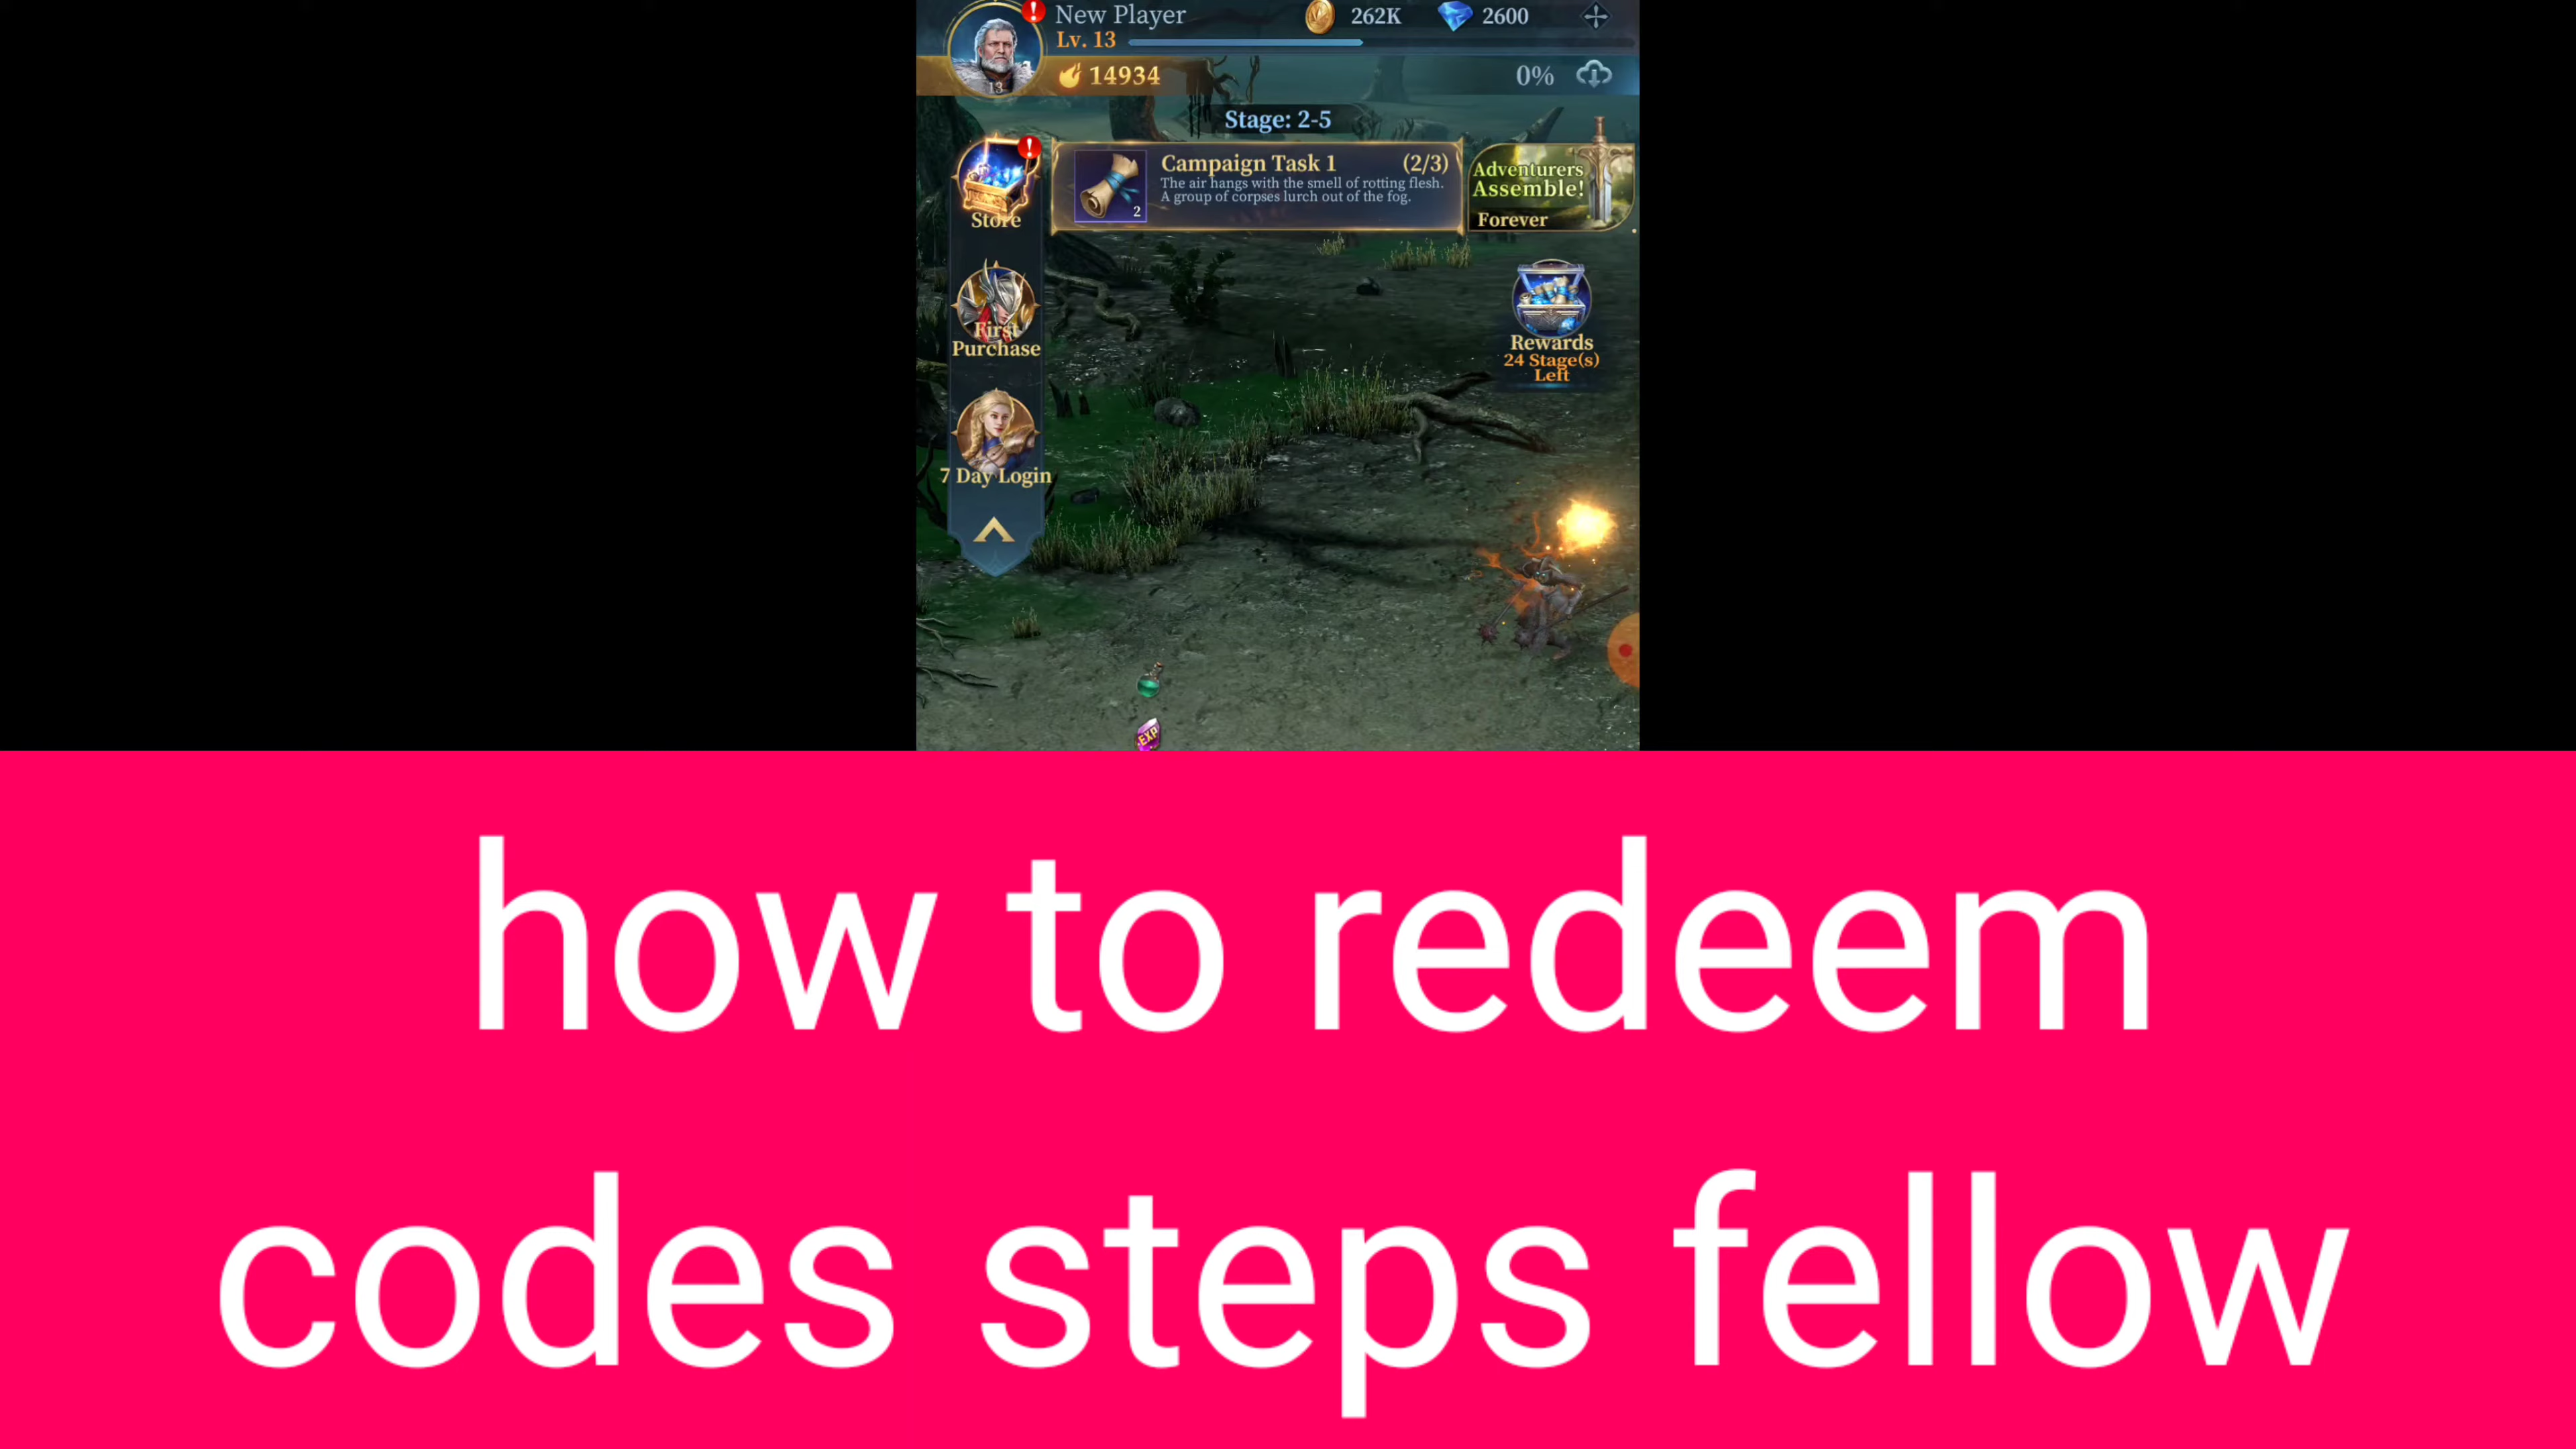 New Player
262K
2600
Lv. 13
14934
0%
13
Stage: 2-5
Store
Campaign Task 1 (2/3)
The air hangs with the smell of rotting flesh.
A group of corpses lurch out of the fog.
2
Adventurers
Assemble!
Forever
First
Purchase
Rewards
24 Stage(s)
Left
7 Day Login
EXP
how to redeem
codes steps fellow